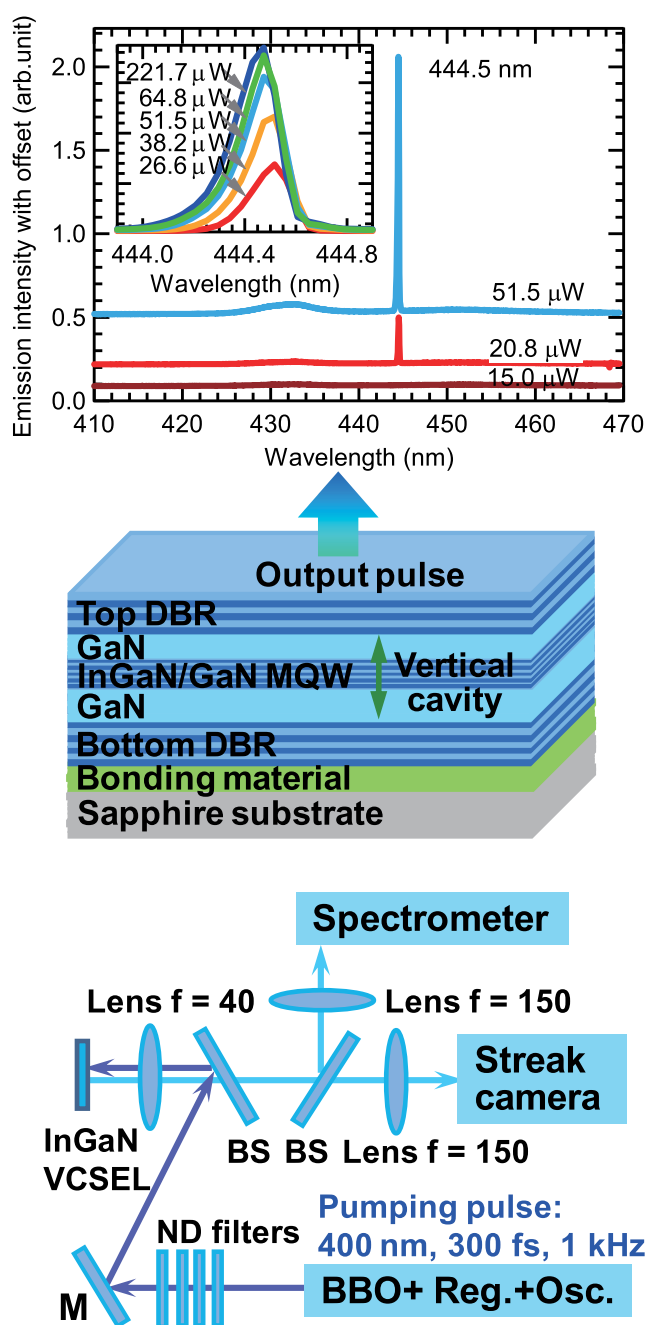 Emission intensity with offset (arb.unit)
2.0
1.5
1.0
0.5
0.0
221.7 μW
64.8 μW
51.5 μW
38.2 μW
26.6 μW
444.0
444.4
444.8
Wavelength (nm)
444.5 nm
51.5 μW
20.8 μW
15.0 μW
410
420
430
440
450
460
470
Wavelength (nm)
Output pulse
Top DBR
GaN
InGaN/GaN MQW
GaN
Vertical
cavity
Bottom DBR
Bonding material
Sapphire substrate
Spectrometer
Lens f = 40
Lens f = 150
Streak
camera
InGaN
VCSEL
BS
BS
Lens f = 150
ND filters
Pumping pulse:
400 nm, 300 fs, 1 kHz
M
BBO+ Reg.+Osc.